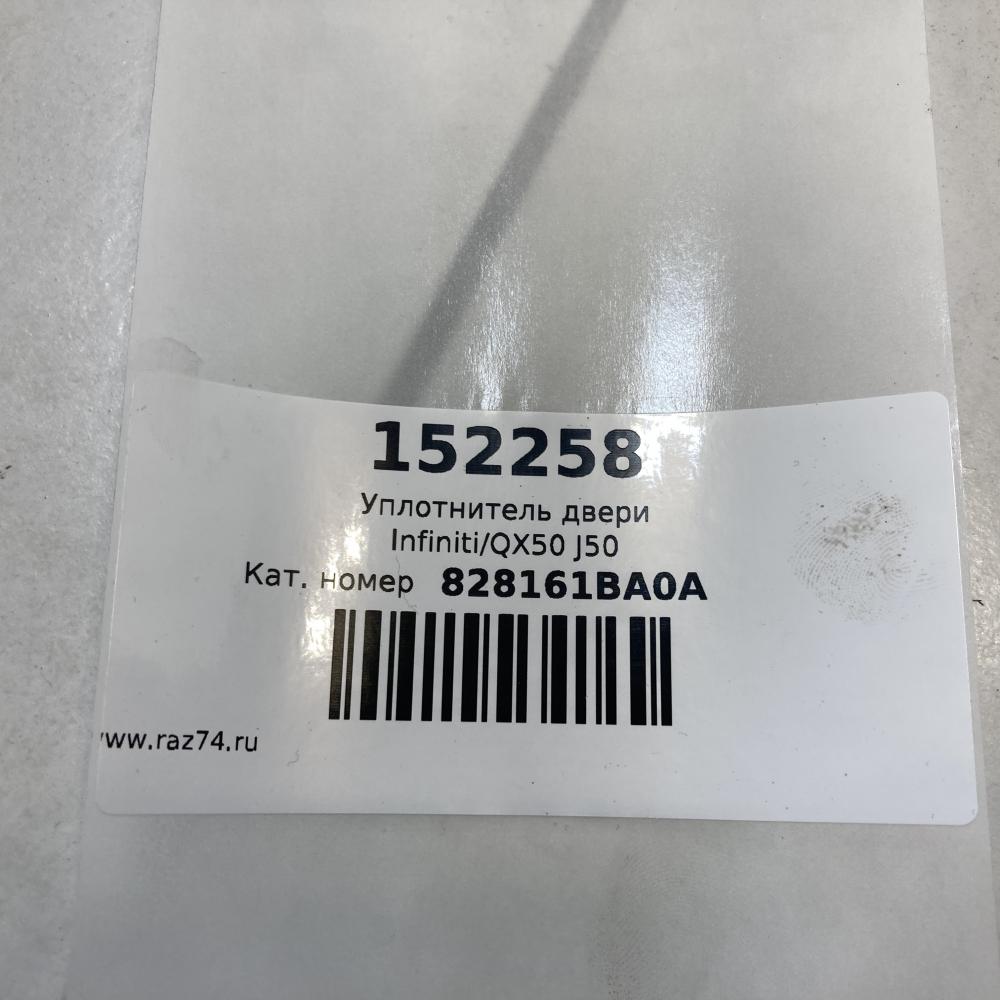 152258
Уплотнитель двери
Infiniti/QX50 J50
Кат. номер 828161BA0A
www.raz74.ru